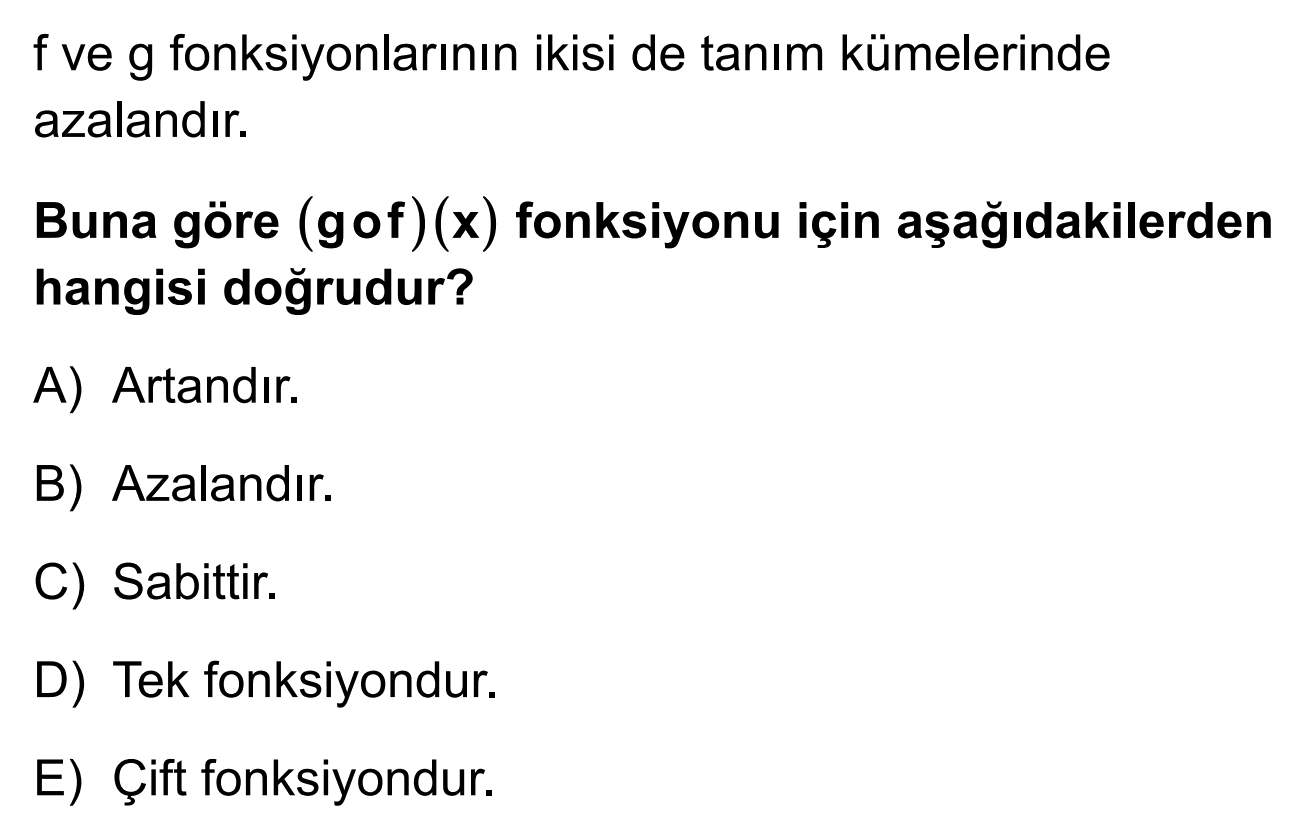 f ve g fonksiyonlarının ikisi de tanım kümelerinde
azalandır.
Buna göre (gof)(x) fonksiyonu için aşağıdakilerden
hangisi doğrudur?
A) Artandır.
B) Azalandır.
C) Sabittir.
D) Tek fonksiyondur.
E) Çift fonksiyondur.